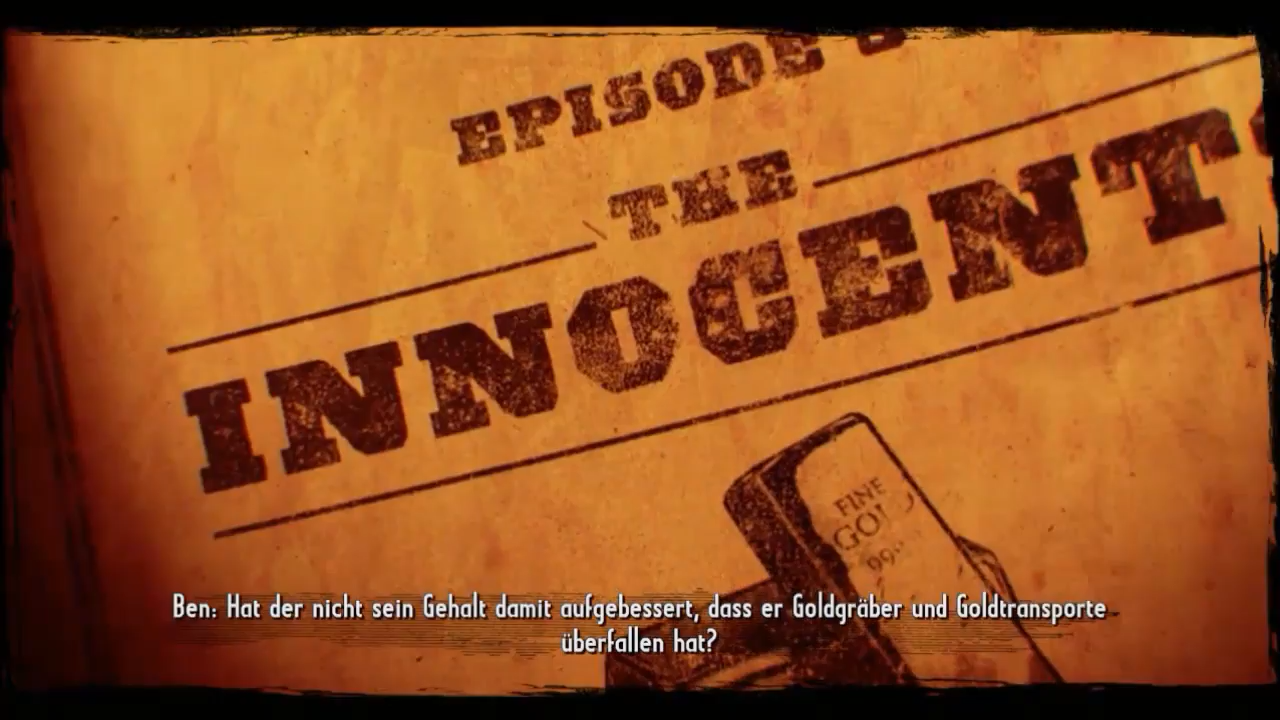 EPISODE
THE
INNOCENT
FINE
GOLD
Ben: Hat der nicht sein Gehalt damit aufgebessert, dass er Goldgräber und Goldtransporte
überfallen hat?